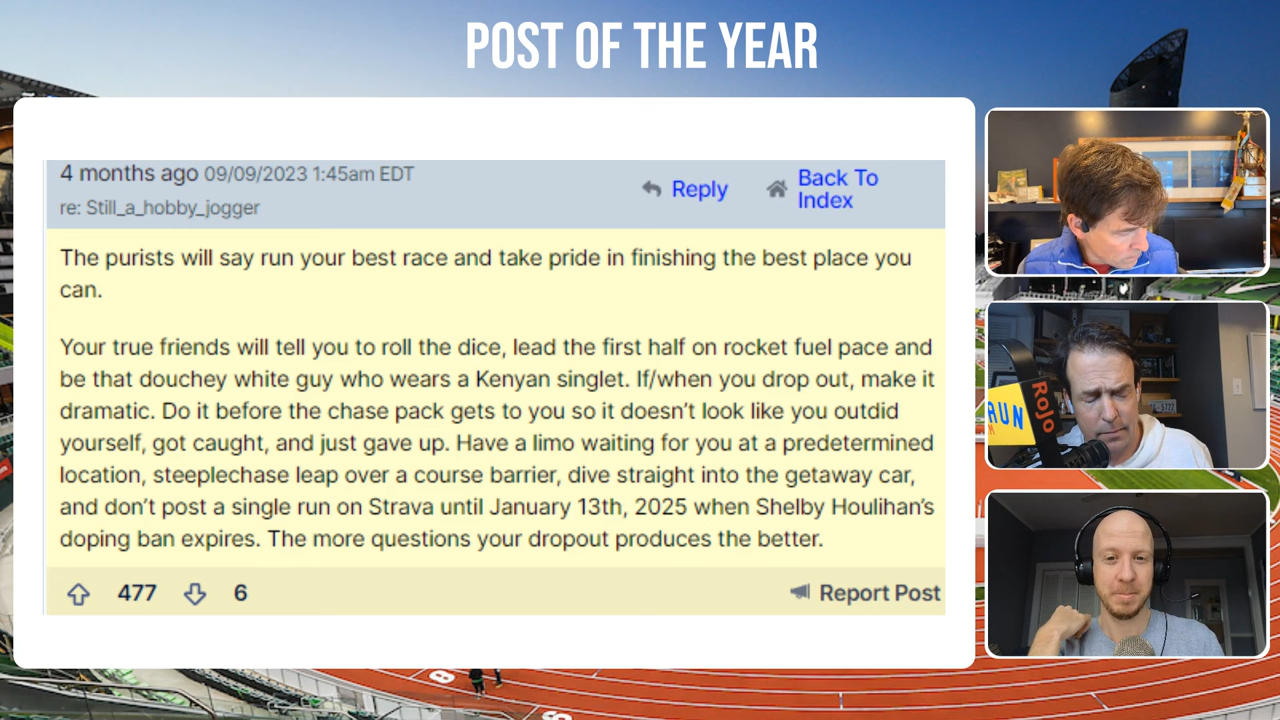 POST OF THE YEAR
4 months ago 09/09/2023 1:45am EDT
re: Still_a_hobby_jogger
Reply
Back To
Index
The purists will say run your best race and take pride in finishing the best place you
can.
Your true friends will tell you to roll the dice, lead the first half on rocket fuel pace and
be that douchey white guy who wears a Kenyan singlet. If/when you drop out, make it
dramatic. Do it before the chase pack gets to you so it doesn’t look like you outdid
yourself, got caught, and just gave up. Have a limo waiting for you at a predetermined
location, steeplechase leap over a course barrier, dive straight into the getaway car,
and don’t post a single run on Strava until January 13th, 2025 when Shelby Houlihan’s
doping ban expires. The more questions your dropout produces the better.
477
6
Report Post
RUN
RoJo
8